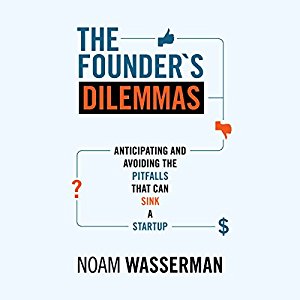 THE
FOUNDER`S
DILEMMAS
ANTICIPATING AND
AVOIDING THE
PITFALLS
THAT CAN
SINK
A
STARTUP
?
$
NOAM WASSERMAN